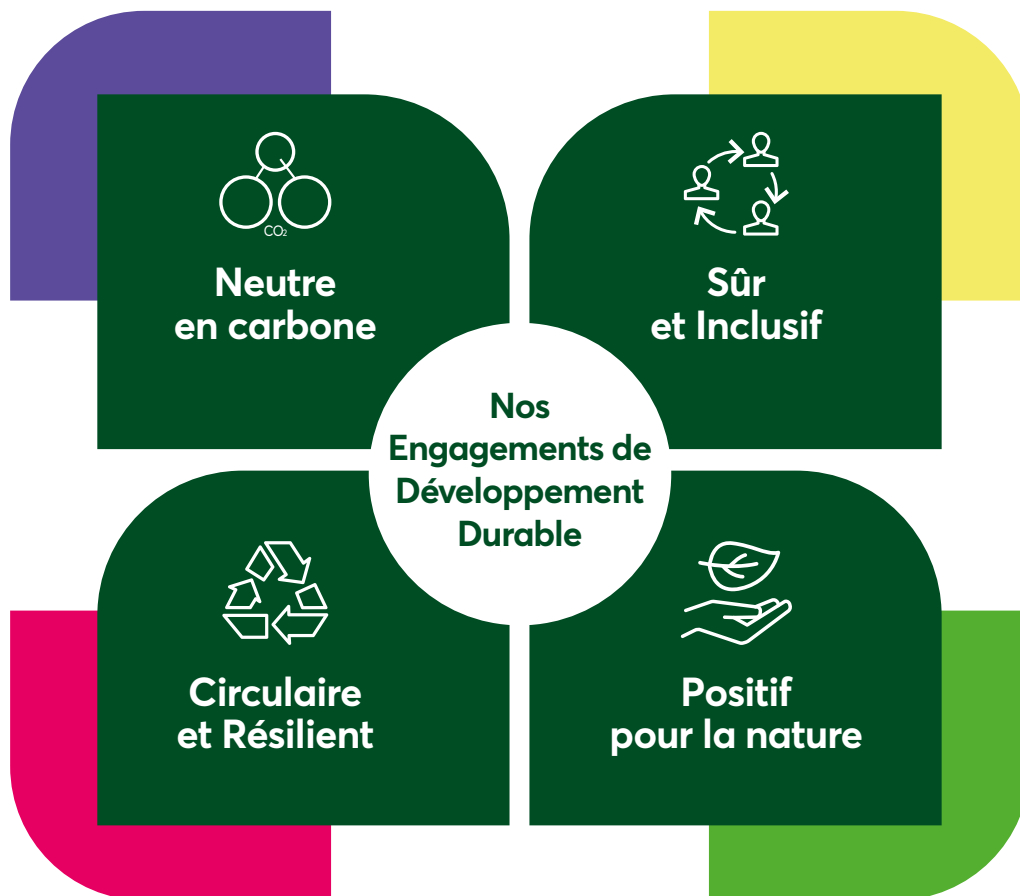 CO₂
Neutre
en carbone
Sûr
et Inclusif
Nos
Engagements de
Développement
Durable
Circulaire
et Résilient
Positif
pour la nature